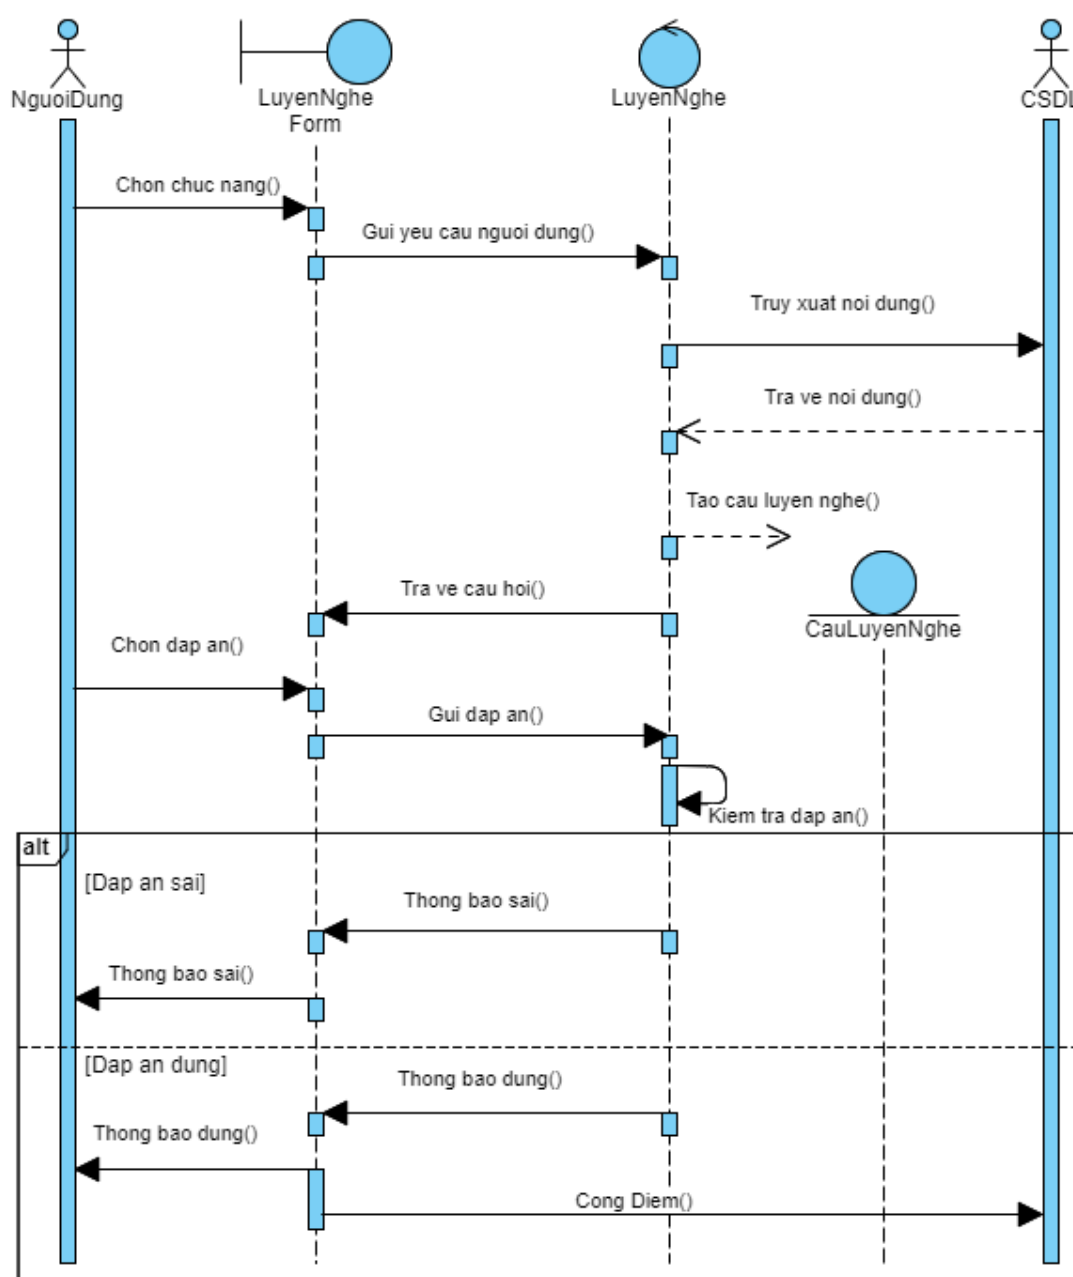 NguoiDung
LuyenNghe
Form
LuyenNghe
CSDL
Chon chuc nang()
Gui yeu cau nguoi dung()
Truy xuat noi dung()
Tra ve noi dung()
Tao cau luyen nghe()
Tra ve cau hoi()
CauLuyenNghe
Chon dap an()
Gui dap an()
Kiem tra dap an()
alt
[Dap an sai]
Thong bao sai()
Thong bao sai()
[Dap an dung]
Thong bao dung()
Thong bao dung()
Cong Diem()